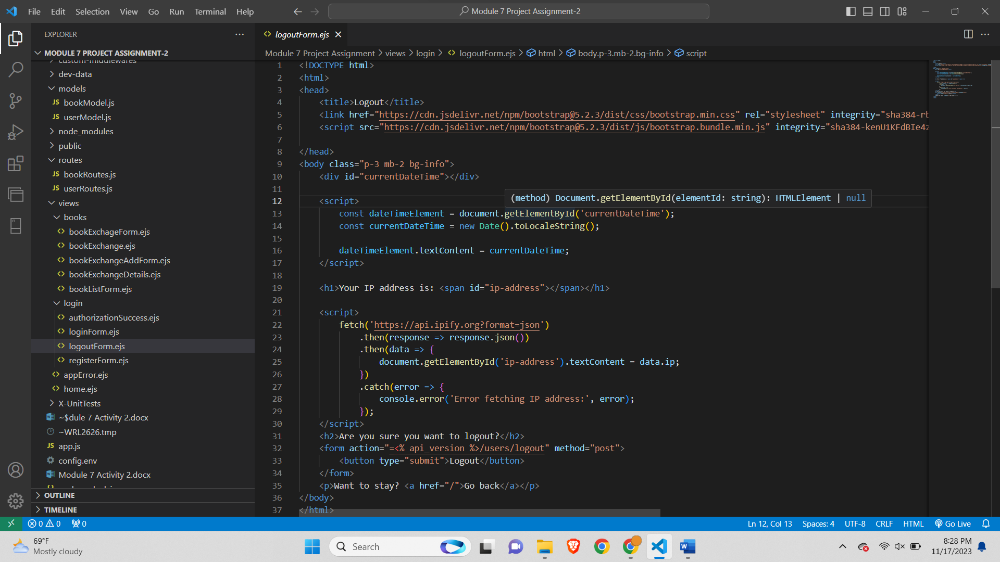 File Edit Selection View Go Run Terminal Help
Module 7 Project Assignment-2
EXPLORER
MODULE 7 PROJECT ASSIGNMENT-2
custom-middlewares
dev-data
models
JS bookModel.js
JS userModel.js
node_modules
public
routes
JS bookRoutes.js
JS userRoutes.js
views
books
bookExchageForm.ejs
bookExchange.ejs
bookExchangeAddForm.ejs
bookExchangeDetails.ejs
bookListForm.ejs
login
authorizationSuccess.ejs
loginForm.ejs
logoutForm.ejs
registerForm.ejs
appError.ejs
home.ejs
X-UnitTests
~$dule 7 Activity 2.docx
~WRL2626.tmp
JS app.js
config.env
Module 7 Activity 2.docx
OUTLINE
TIMELINE
logoutForm.ejs
Module 7 Project Assignment > views > login > logoutForm.ejs > html > body.p-3.mb-2.bg-info > script
1 <!DOCTYPE html>
2 <html>
3 <head>
4 <title>Logout</title>
5 <link href="https://cdn.jsdelivr.net/npm/bootstrap@5.2.3/dist/css/bootstrap.min.css" rel="stylesheet" integrity="sha384-rb
6 <script src="https://cdn.jsdelivr.net/npm/bootstrap@5.2.3/dist/js/bootstrap.bundle.min.js" integrity="sha384-kenU1KFdBIe4z
7
8 </head>
9 <body class="p-3 mb-2 bg-info">
10 <div id="currentDateTime"></div>
11
(method) Document.getElementById(elementId: string): HTMLElement | null
12 <script>
13 const dateTimeElement = document.getElementById('currentDateTime');
14 const currentDateTime = new Date().toLocaleString();
15
16 dateTimeElement.textContent = currentDateTime;
17 </script>
18
19 <h1>Your IP address is: <span id="ip-address"></span></h1>
20
21 <script>
22 fetch('https://api.ipify.org?format=json')
23 .then(response => response.json())
24 .then(data => {
25 document.getElementById('ip-address').textContent = data.ip;
26 })
27 .catch(error => {
28 console.error('Error fetching IP address:', error);
29 });
30 </script>
31 <h2>Are you sure you want to logout?</h2>
32 <form action="=<% api_version %>/users/logout" method="post">
33 <button type="submit">Logout</button>
34 </form>
35 <p>Want to stay? <a href="/">Go back</a></p>
36 </body>
37 </html>
0 0 0
Ln 12, Col 13 Spaces: 4 UTF-8 CRLF HTML Go Live
69°F
Mostly cloudy
Search
8:28 PM
11/17/2023